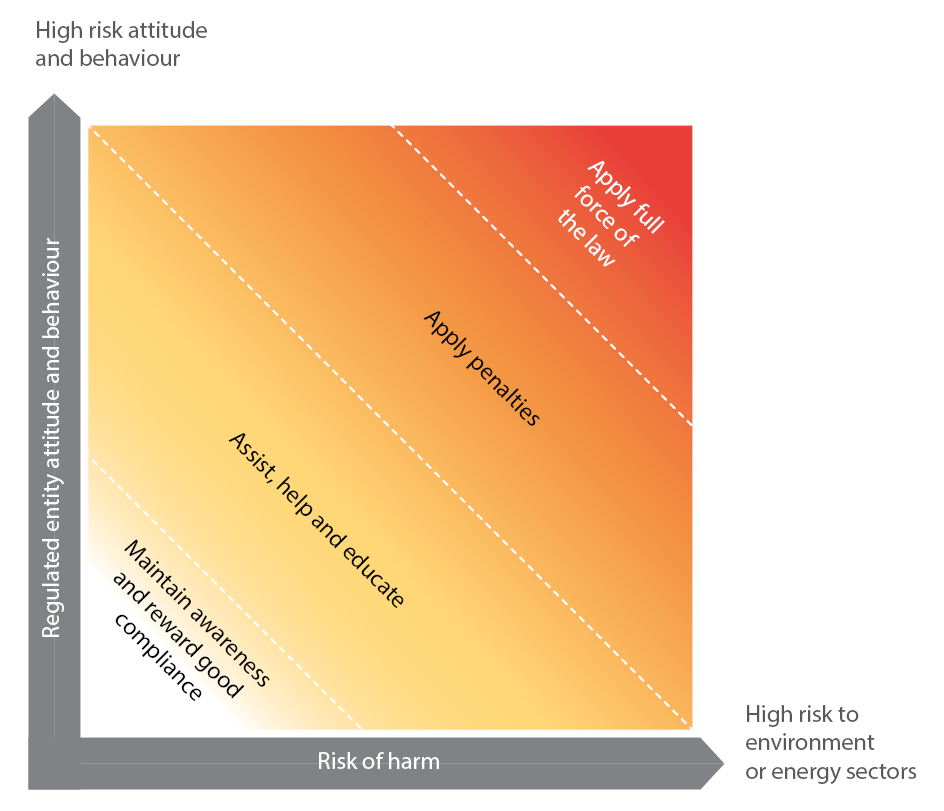 High risk attitude
and behaviour
Regulated entity attitude and behaviour
Apply full
force of
the law
Apply penalties
Assist, help and educate
Maintain awareness
and reward good
compliance
Risk of harm
High risk to
environment
or energy sectors